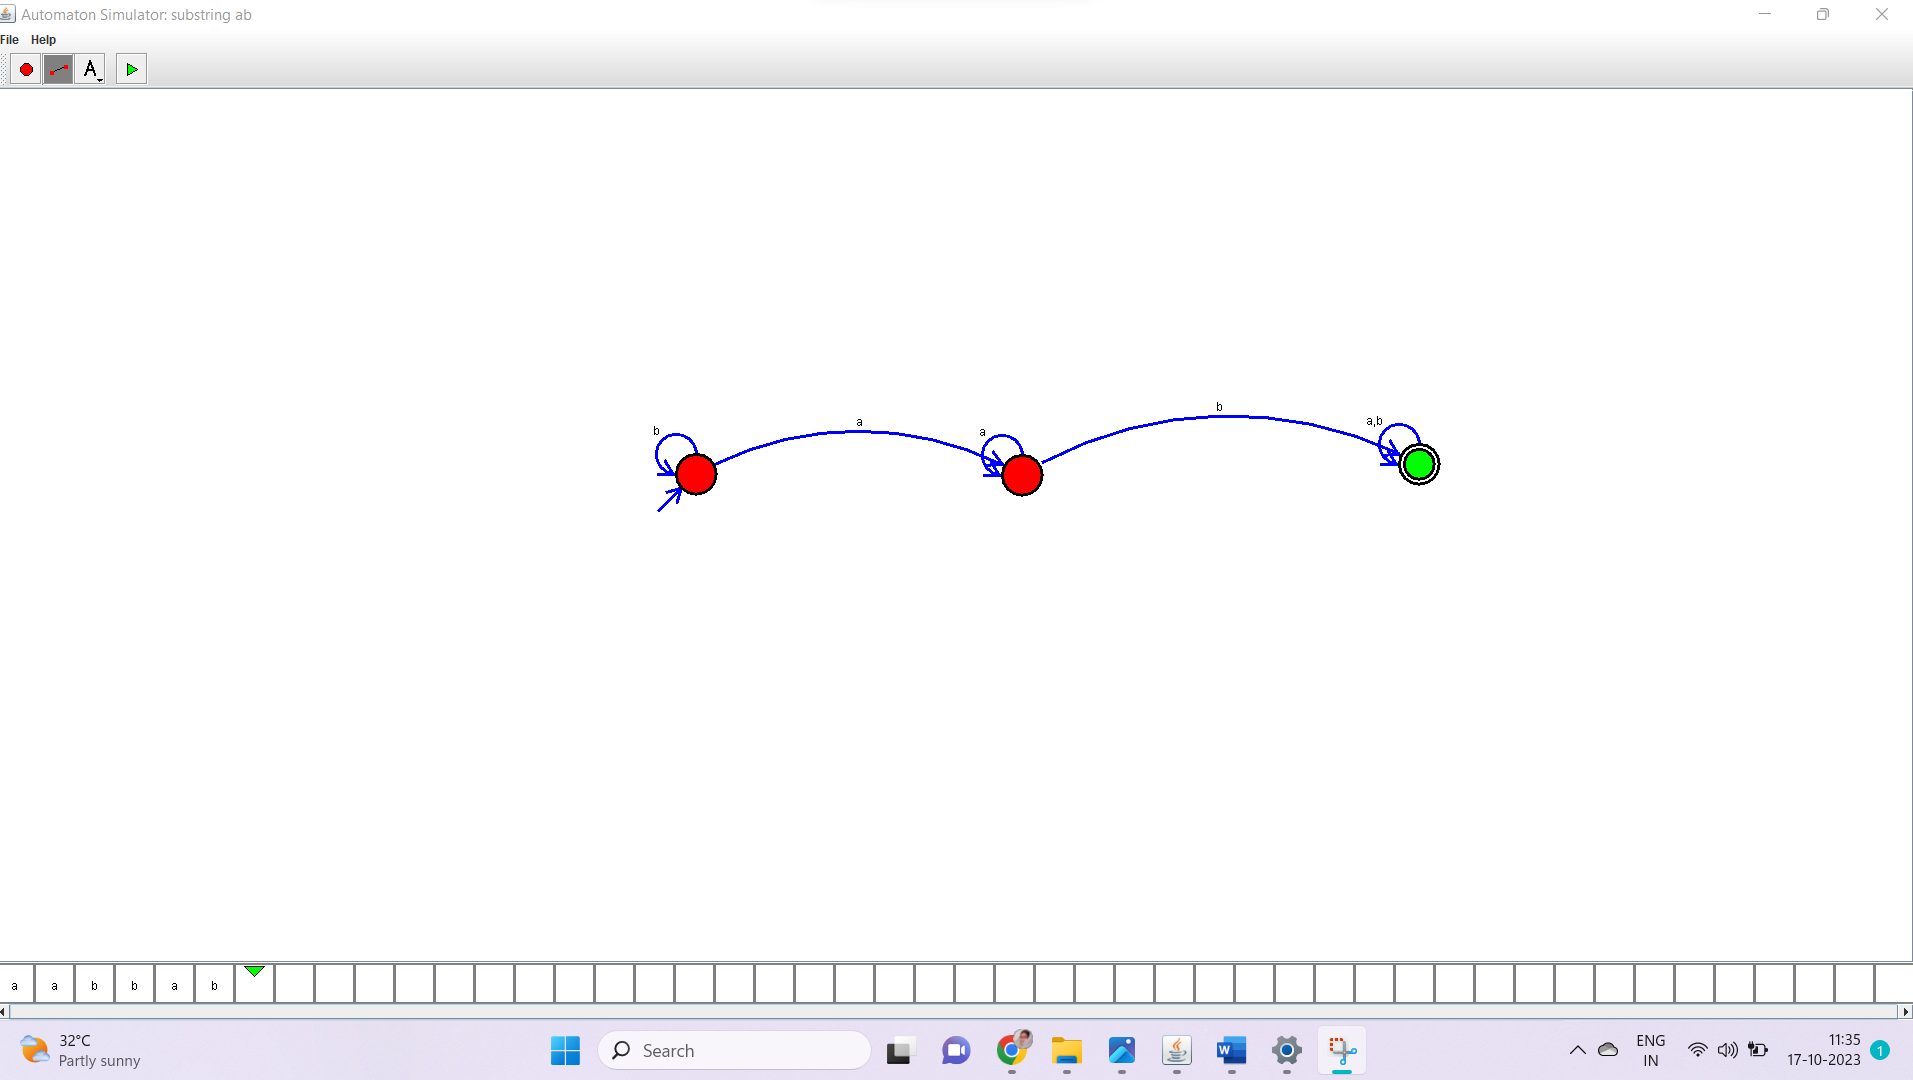 Automaton Simulator: substring ab
File Help
A
b
a
a
b
a,b
a a b b a b
32°C
Partly sunny
Search
W
ENG
IN
11:35
17-10-2023
1